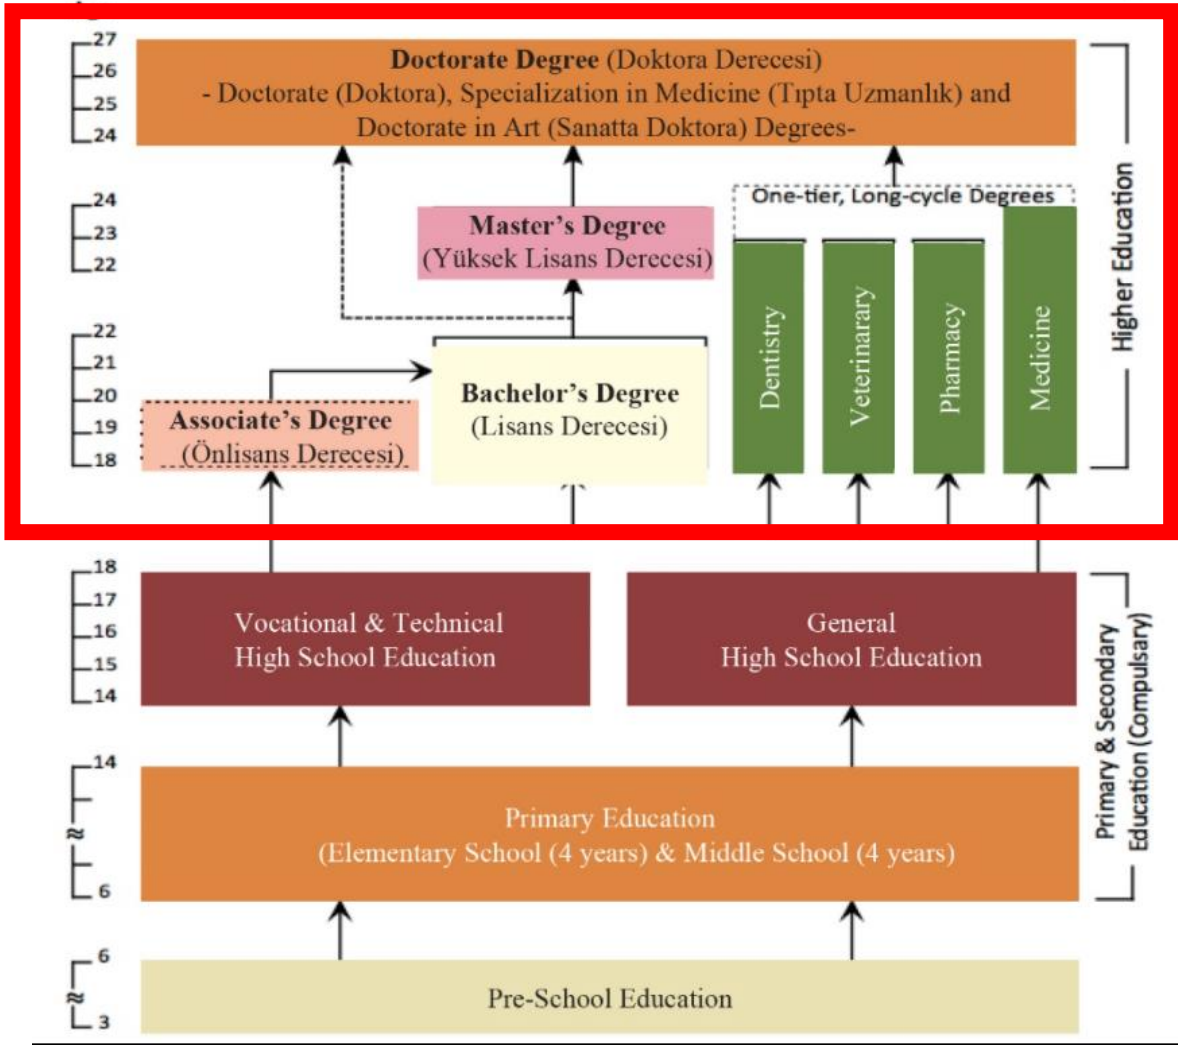 27
26
25
24
Doctorate Degree (Doktora Derecesi)
- Doctorate (Doktora), Specialization in Medicine (Tıpta Uzmanlık) and
Doctorate in Art (Sanatta Doktora) Degrees-
Higher Education
24
23
22
Master's Degree
(Yüksek Lisans Derecesi)
One-tier, Long-cycle Degrees
Dentistry
Veterinarary
Pharmacy
Medicine
22
21
20
19
18
Associate's Degree
(Önlisans Derecesi)
Bachelor's Degree
(Lisans Derecesi)
18
17
16
15
14
Vocational & Technical
High School Education
General
High School Education
Primary & Secondary
Education (Compulsary)
14
6
Primary Education
(Elementary School (4 years) & Middle School (4 years)
6
3
Pre-School Education